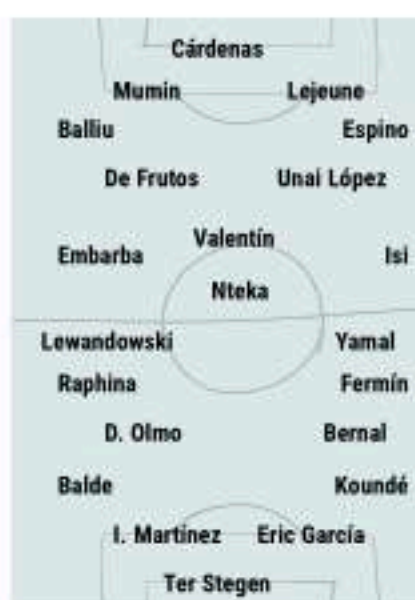 Cárdenas
Mumin Lejeune
Balliu Espino
De Frutos Unai López
Valentín
Embarba Isi
Nteka
Lewandowski Yamal
Raphina Fermín
D. Olmo Bernal
Balde Koundé
I. Martínez Eric García
Ter Stegen